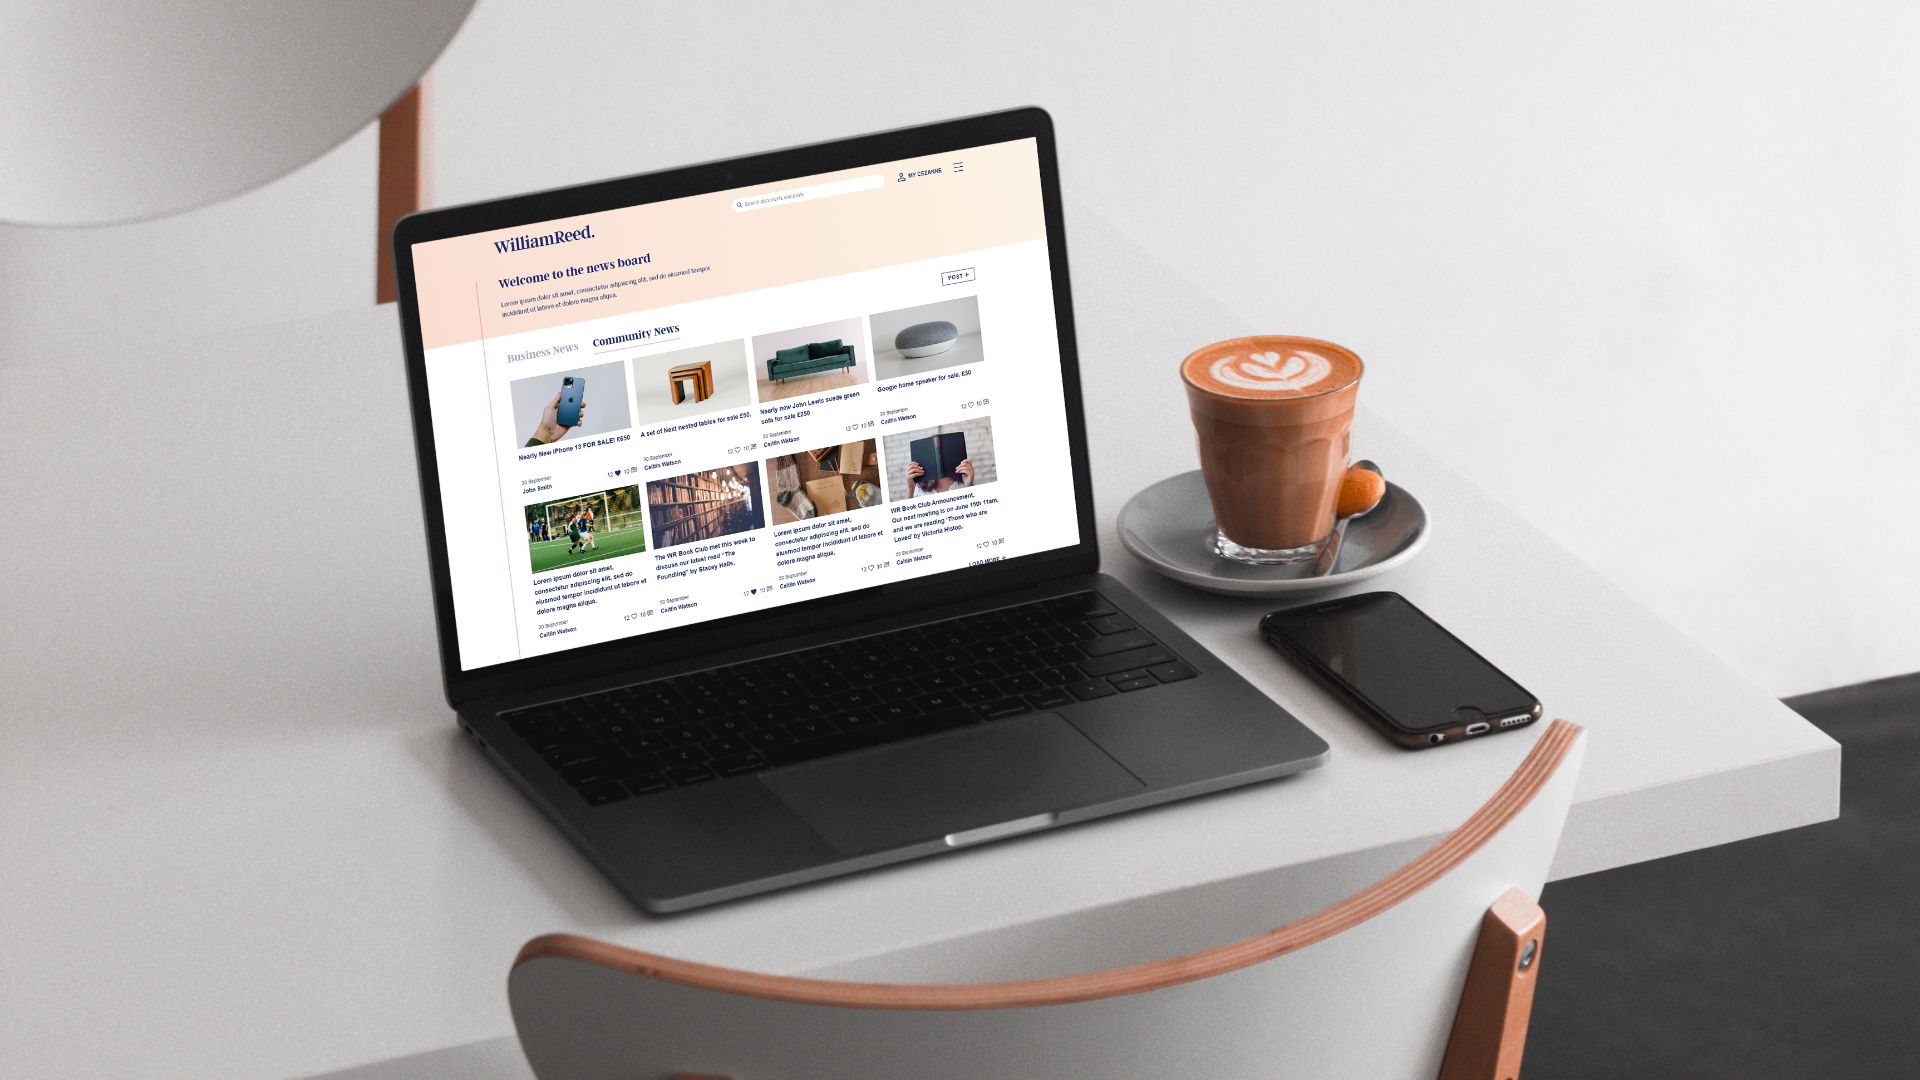 Search documents and posts
MY CEZANNE
WilliamReed.
Welcome to the news board
Lorem ipsum dolor sit amet, consectetur adipiscing elit, sed do eiusmod tempor
incididunt ut labore et dolore magna aliqua.
POST +
Business News
Community News
Nearly New iPhone 13 FOR SALE! £650
30 September
John Smith
12
10
A set of Next nested tables for sale £50.
30 September
Caitlin Watson
12
10
Nearly new John Lewis suede green
sofa for sale £250
30 September
Caitlin Watson
12
10
Google home speaker for sale. £30
30 September
Caitlin Watson
12
10
Lorem ipsum dolor sit amet,
consectetur adipiscing elit, sed do
eiusmod tempor incididunt ut labore et
dolore magna aliqua.
30 September
Caitlin Watson
12
10
The WR Book Club met this week to
discuss our latest read "The
Foundling" by Stacey Halls.
30 September
Caitlin Watson
12
10
Lorem ipsum dolor sit amet,
consectetur adipiscing elit, sed do
eiusmod tempor incididunt ut labore et
dolore magna aliqua.
30 September
Caitlin Watson
12
10
WR Book Club Announcement.
Our next meeting is on June 15th 11am,
and we are reading 'Those who are
Loved' by Victoria Hislop.
30 September
Caitlin Watson
12
10
LOAD MORE +